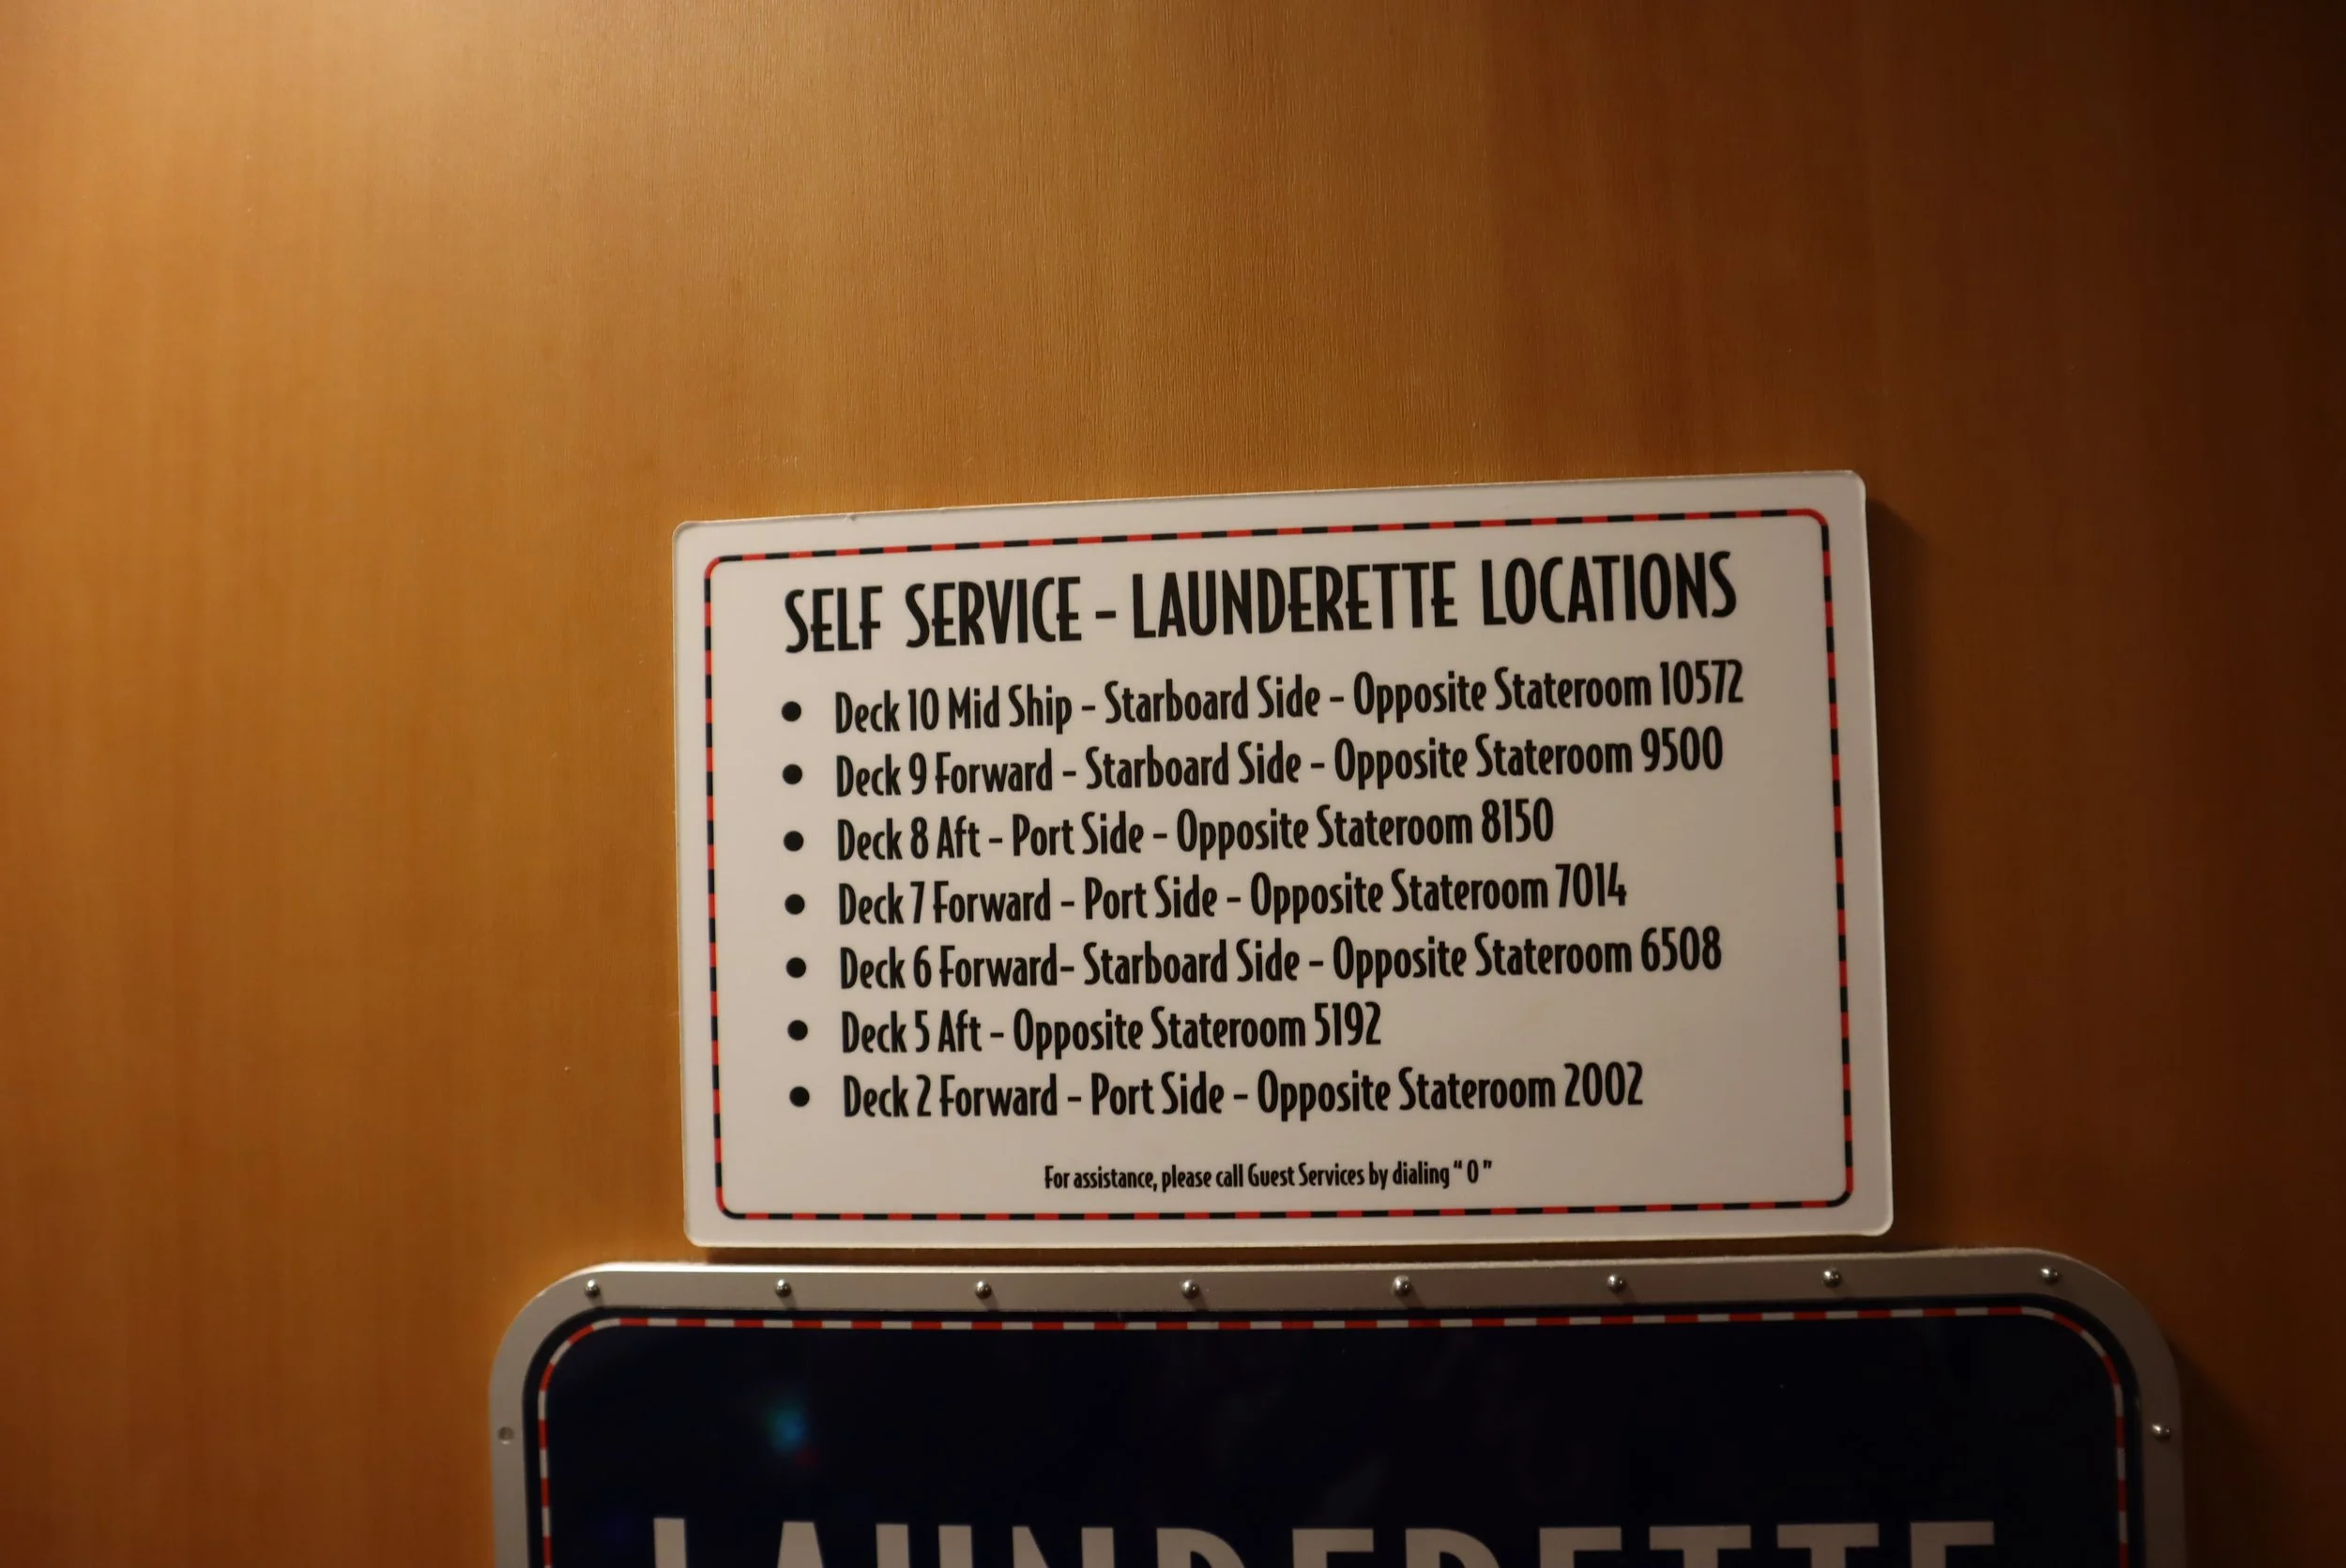 SELF SERVICE – LAUNDERETTE LOCATIONS
• Deck 10 Mid Ship – Starboard Side – Opposite Stateroom 10572
• Deck 9 Forward – Starboard Side – Opposite Stateroom 9500
• Deck 8 Aft – Port Side – Opposite Stateroom 8150
• Deck 7 Forward – Port Side – Opposite Stateroom 7014
• Deck 6 Forward– Starboard Side – Opposite Stateroom 6508
• Deck 5 Aft – Opposite Stateroom 5192
• Deck 2 Forward – Port Side – Opposite Stateroom 2002
For assistance, please call Guest Services by dialing “ 0 ”
LAUNDERETTE